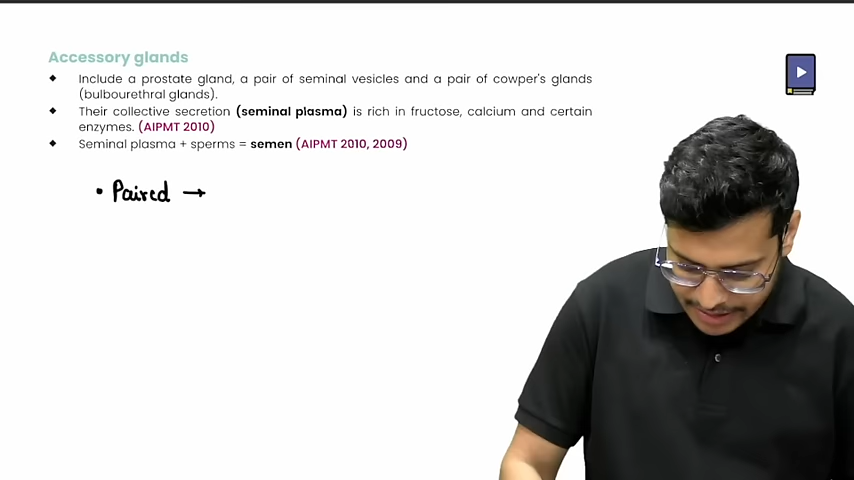 Accessory glands
❖ Include a prostate gland, a pair of seminal vesicles and a pair of cowper's glands
(bulbourethral glands).
❖ Their collective secretion (seminal plasma) is rich in fructose, calcium and certain
enzymes. (AIPMT 2010)
❖ Seminal plasma + sperms = semen (AIPMT 2010, 2009)
• Paired →